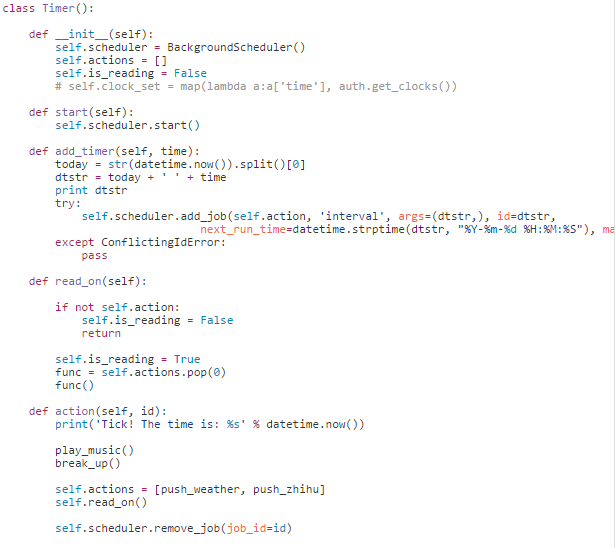 class Timer():
def __init__(self):
self.scheduler = BackgroundScheduler()
self.actions = []
self.is_reading = False
# self.clock_set = map(lambda a:a['time'], auth.get_clocks())
def start(self):
self.scheduler.start()
def add_timer(self, time):
today = str(datetime.now()).split()[0]
dtstr = today + ' ' + time
print dtstr
try:
self.scheduler.add_job(self.action, 'interval', args=(dtstr,), id=dtstr,
next_run_time=datetime.strptime(dtstr, "%Y-%m-%d %H:%M:%S"), ma
except ConflictingIdError:
pass
def read_on(self):
if not self.action:
self.is_reading = False
return
self.is_reading = True
func = self.actions.pop(0)
func()
def action(self, id):
print('Tick! The time is: %s' % datetime.now())
play_music()
break_up()
self.actions = [push_weather, push_zhihu]
self.read_on()
self.scheduler.remove_job(job_id=id)